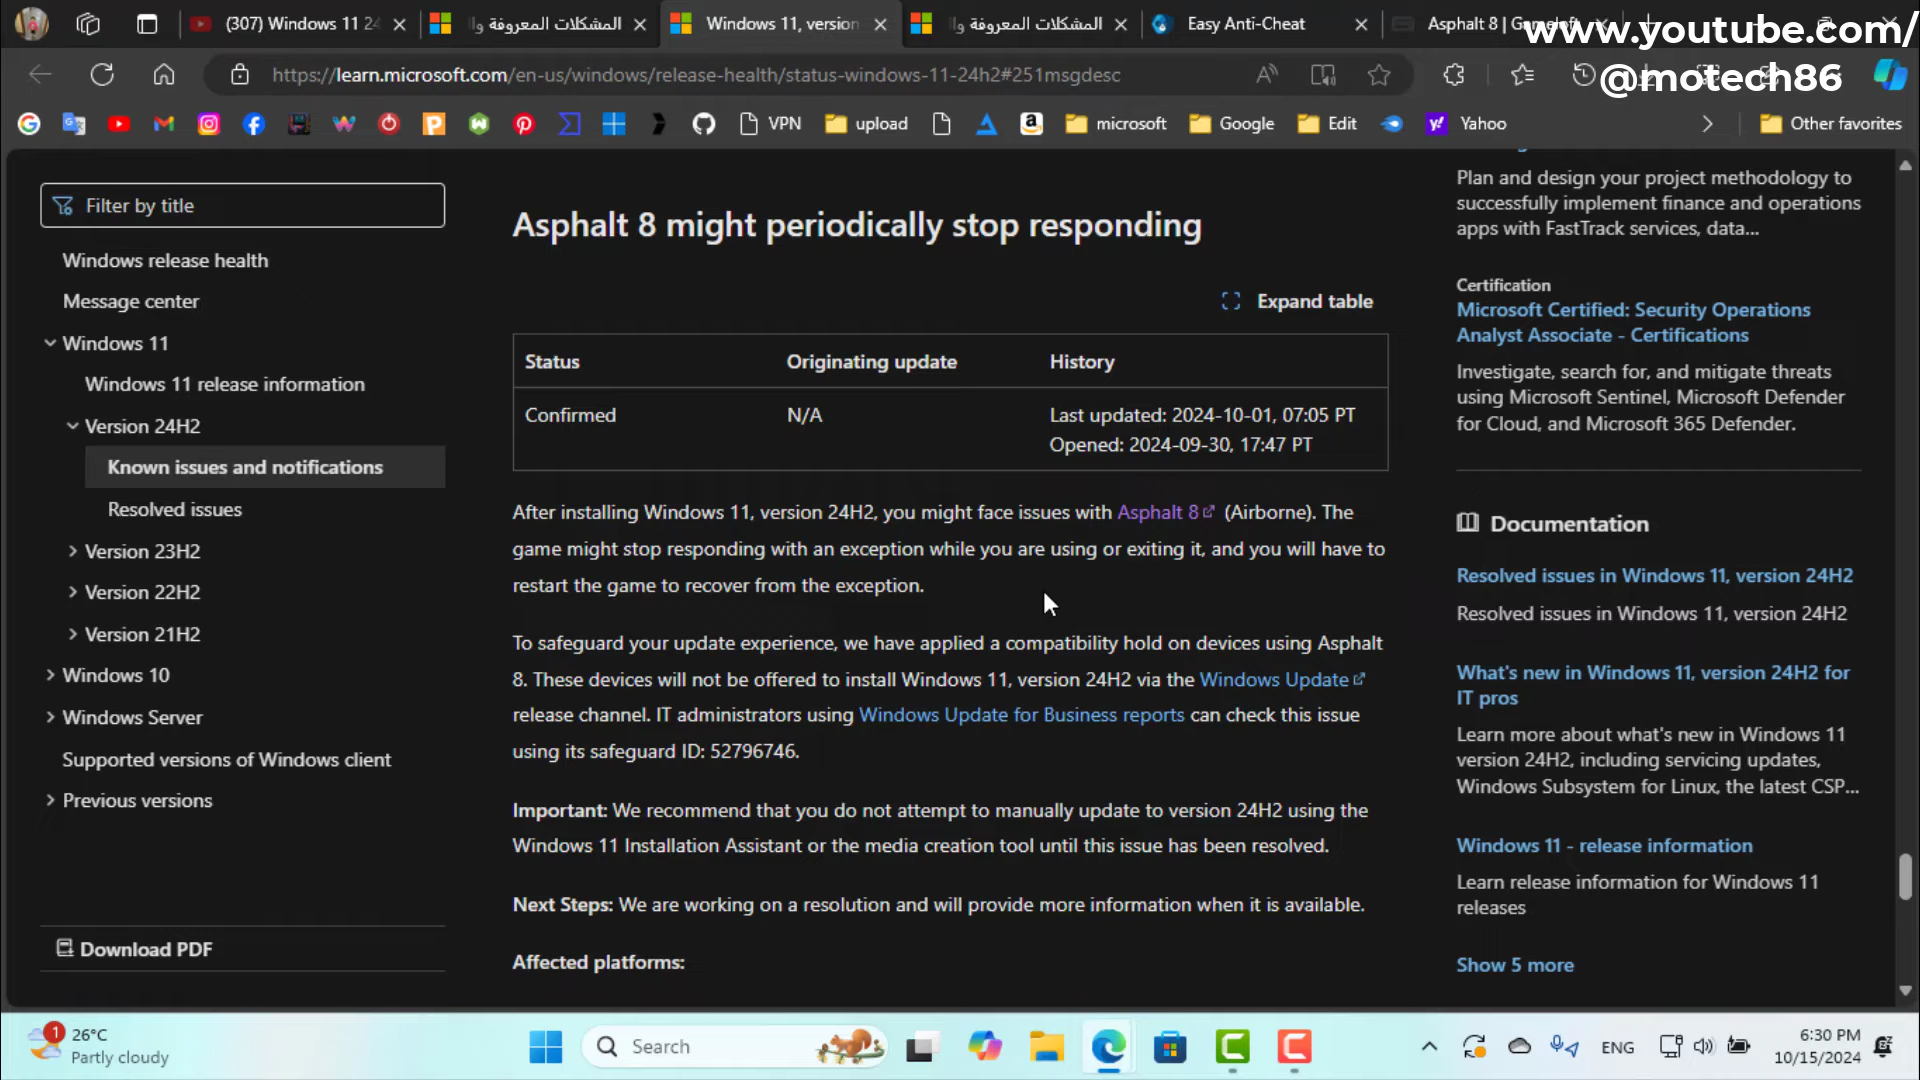 (307) Windows 11 24
المشكلات المعروفة وا
Windows 11, version
المشكلات المعروفة وا
Easy Anti-Cheat
Asphalt 8 | Gameloft
www.youtube.com/
@motech86
https://learn.microsoft.com/en-us/windows/release-health/status-windows-11-24h2#251msgdesc
VPN
upload
microsoft
Google
Edit
Yahoo
Other favorites
Filter by title
Windows release health
Message center
Windows 11
Windows 11 release information
Version 24H2
Known issues and notifications
Resolved issues
Version 23H2
Version 22H2
Version 21H2
Windows 10
Windows Server
Supported versions of Windows client
Previous versions
Download PDF
Asphalt 8 might periodically stop responding
Expand table
Status Originating update History
Confirmed N/A Last updated: 2024-10-01, 07:05 PT
Opened: 2024-09-30, 17:47 PT
After installing Windows 11, version 24H2, you might face issues with Asphalt 8 (Airborne). The
game might stop responding with an exception while you are using or exiting it, and you will have to
restart the game to recover from the exception.
To safeguard your update experience, we have applied a compatibility hold on devices using Asphalt
8. These devices will not be offered to install Windows 11, version 24H2 via the Windows Update
release channel. IT administrators using Windows Update for Business reports can check this issue
using its safeguard ID: 52796746.
Important: We recommend that you do not attempt to manually update to version 24H2 using the
Windows 11 Installation Assistant or the media creation tool until this issue has been resolved.
Next Steps: We are working on a resolution and will provide more information when it is available.
Affected platforms:
Plan and design your project methodology to
successfully implement finance and operations
apps with FastTrack services, data...
Certification
Microsoft Certified: Security Operations
Analyst Associate - Certifications
Investigate, search for, and mitigate threats
using Microsoft Sentinel, Microsoft Defender
for Cloud, and Microsoft 365 Defender.
Documentation
Resolved issues in Windows 11, version 24H2
Resolved issues in Windows 11, version 24H2
What's new in Windows 11, version 24H2 for
IT pros
Learn more about what's new in Windows 11
version 24H2, including servicing updates,
Windows Subsystem for Linux, the latest CSP...
Windows 11 - release information
Learn release information for Windows 11
releases
Show 5 more
1
26°C
Partly cloudy
Search
ENG
6:30 PM
10/15/2024